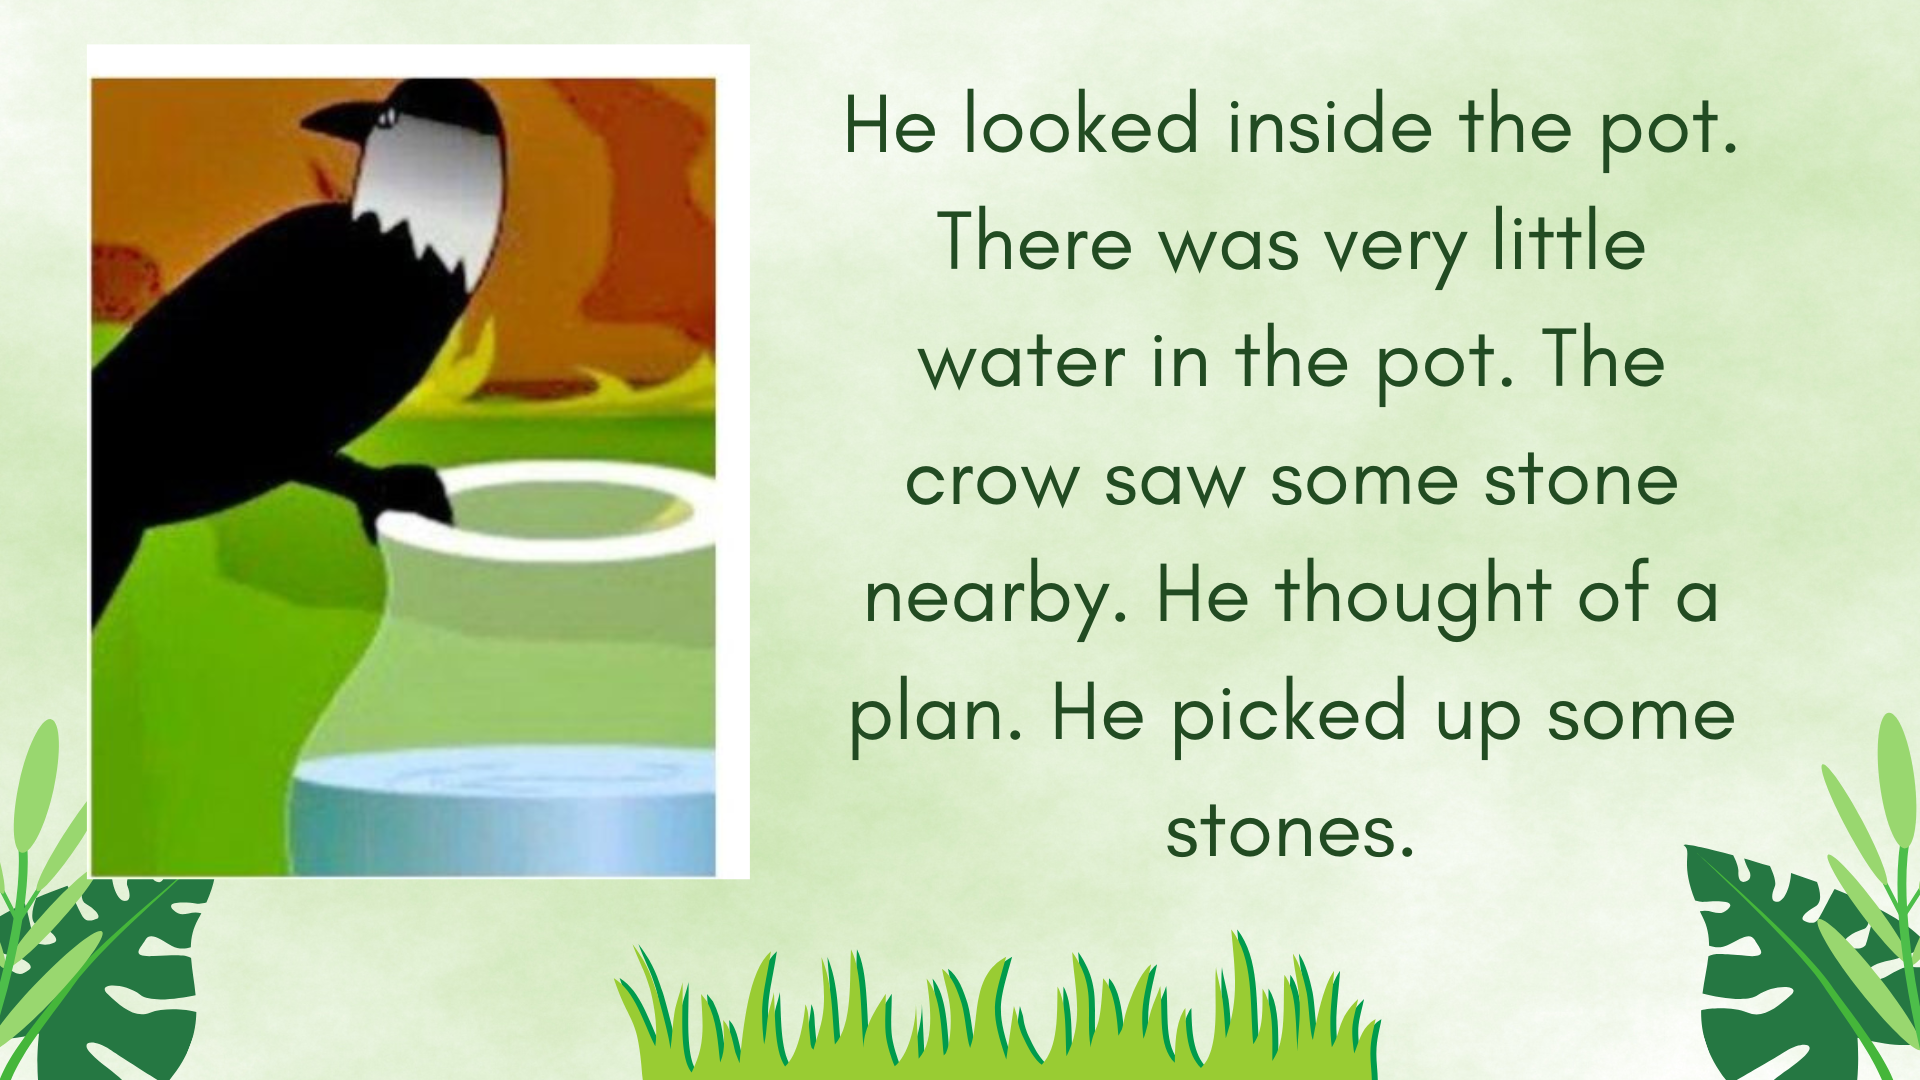 He looked inside the pot.
There was very little
water in the pot. The
crow saw some stone
nearby. He thought of a
plan. He picked up some
stones.